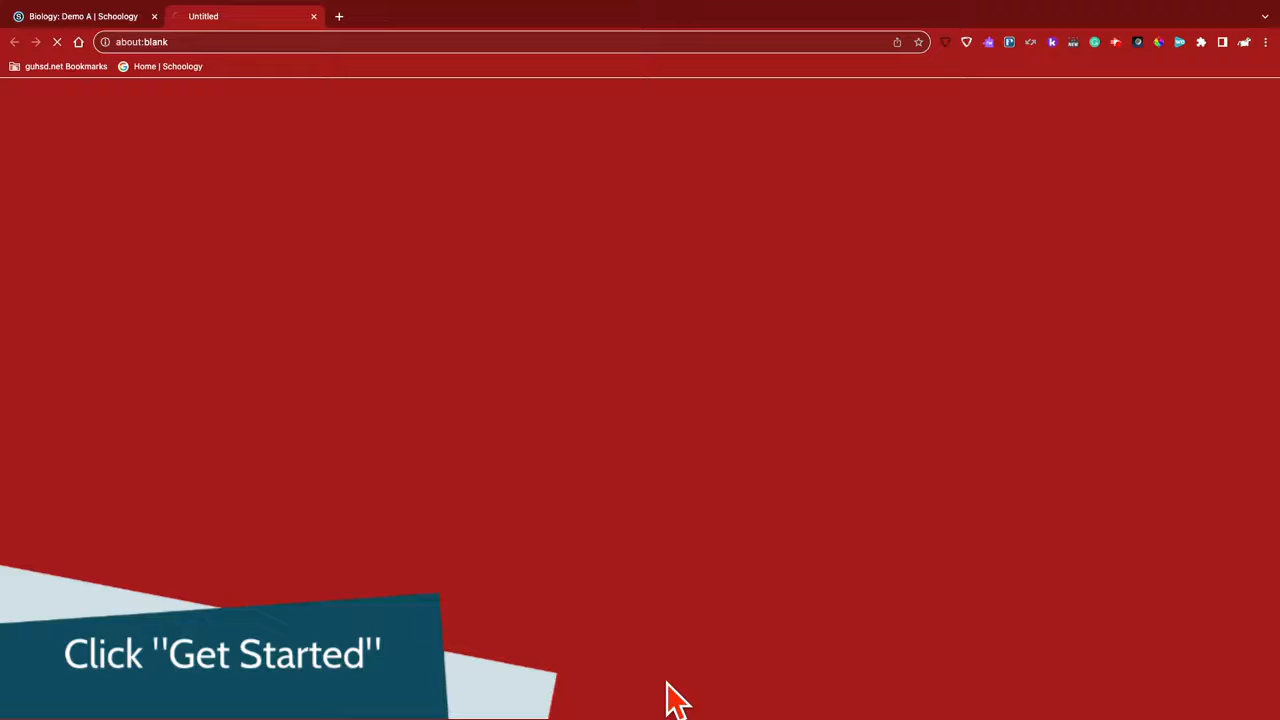 Biology: Demo A | Schoology
Untitled
about:blank
guhsd.net Bookmarks
Home | Schoology
Click "Get Started"